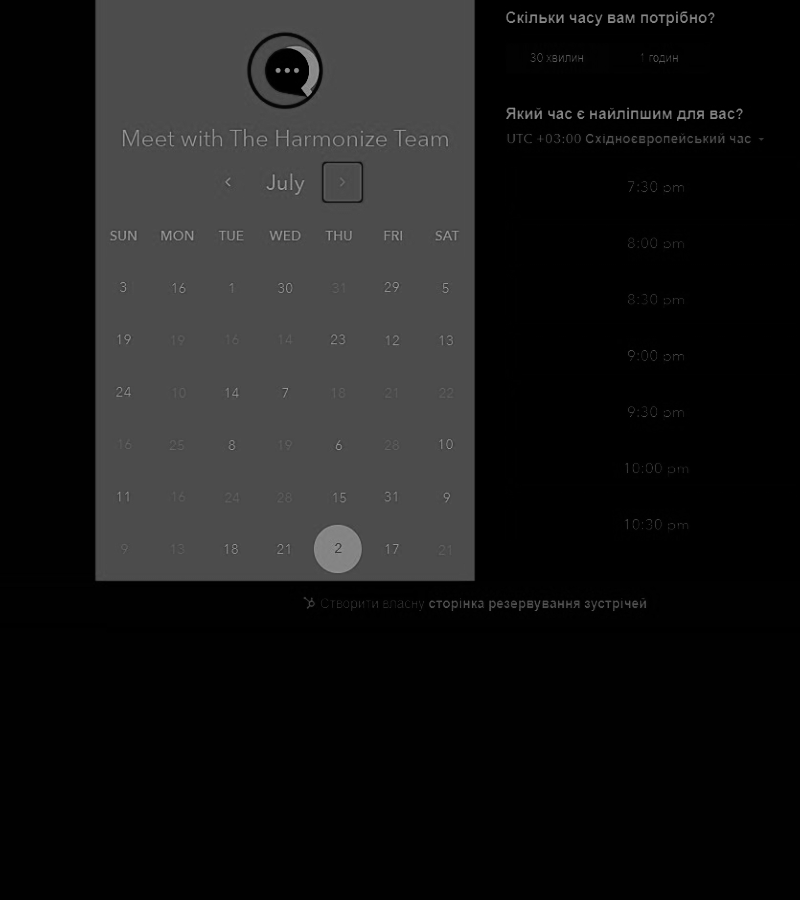 Meet with The Harmonize Team
July
SUN MON TUE WED THU FRI SAT
3 16 1 30 31 29 5
19 19 16 14 23 12 13
24 10 14 7 18 21 22
16 25 8 19 6 28 10
11 16 24 28 15 31 9
9 13 18 21 2 17 21
Скільки часу вам потрібно?
30 хвилин 1 годин
Який час є найліпшим для вас?
UTC +03:00 Східноєвропейський час
7:30 pm
8:00 pm
8:30 pm
9:00 pm
9:30 pm
10:00 pm
10:30 pm
Створити власну сторінка резервування зустрічей